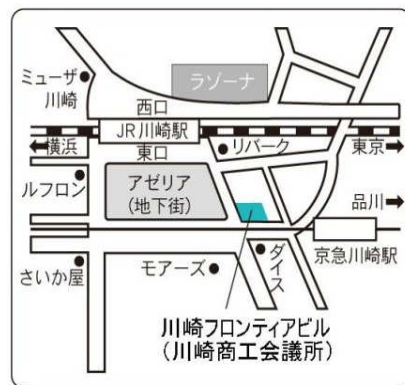 ミューザ
川崎
ラゾーナ
西口
JR川崎駅
横浜
東口
リバーク
東京
ルフロン
アゼリア
(地下街)
品川
さいか屋
モアーズ
ダイス
京急川崎駅
川崎フロンティアビル
(川崎商工会議所)